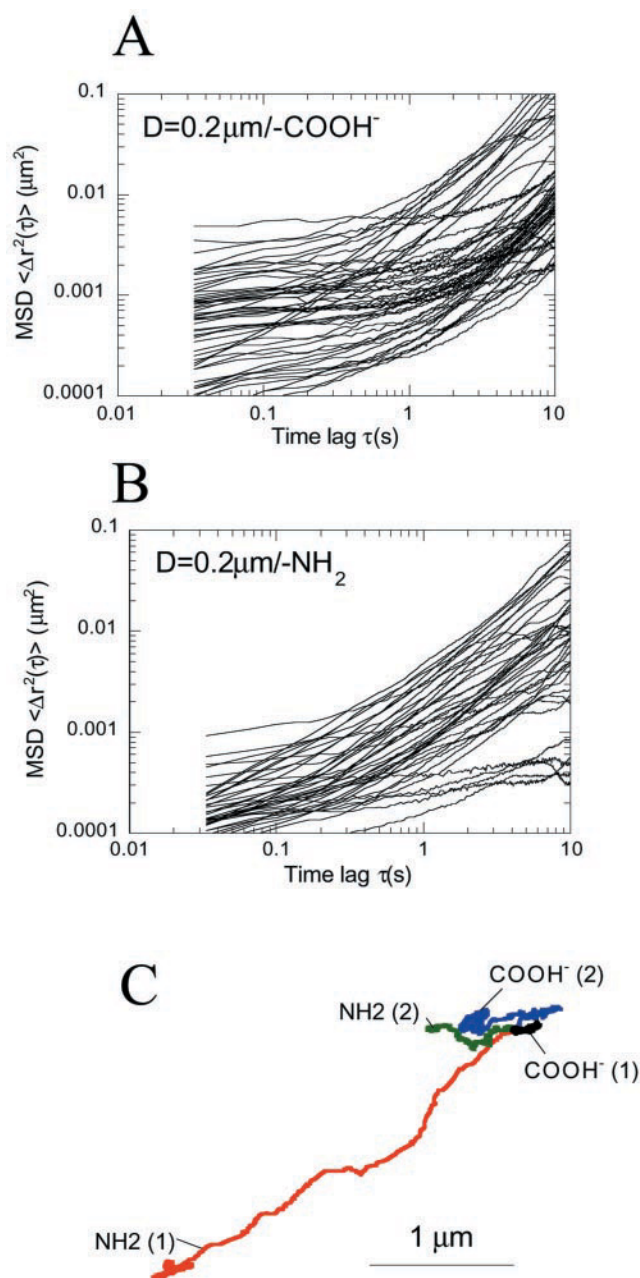 A
0.1
D=0.2μm/-COOH⁻
0.01
0.001
0.0001
MSD <Δr²(τ)> (μm²)
0.01 0.1 1 10
Time lag τ(s)
B
0.1
D=0.2μm/-NH₂
0.01
0.001
0.0001
MSD <Δr²(τ)> (μm²)
0.01 0.1 1 10
Time lag τ(s)
C
COOH⁻ (2)
NH2 (2)
COOH⁻ (1)
NH2 (1)
1 μm